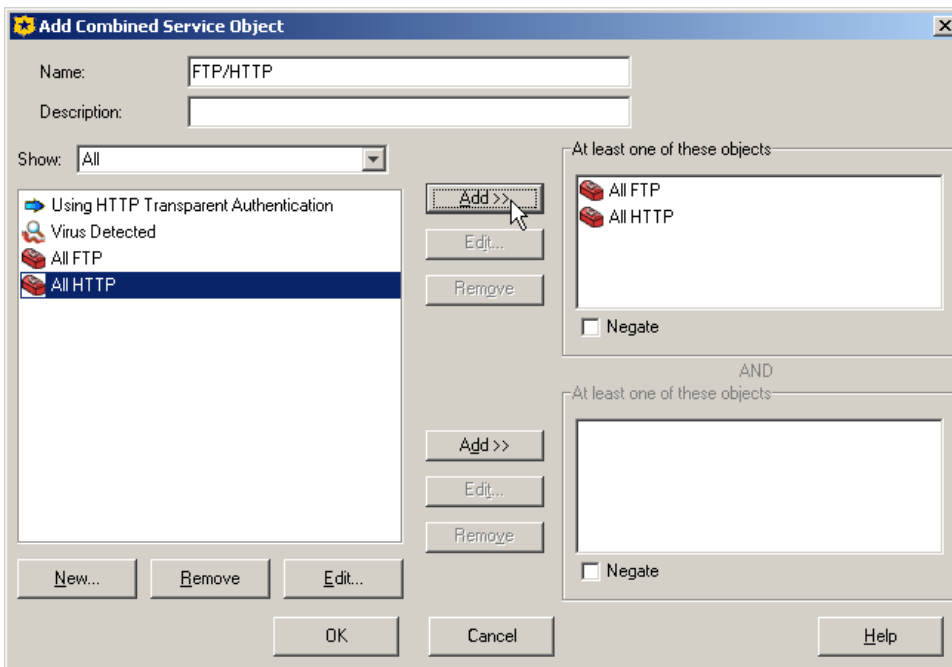 Add Combined Service Object
Name: FTP/HTTP
Description:
Show: All
Using HTTP Transparent Authentication
Virus Detected
All FTP
All HTTP
New... Remove Edit...
Add >>
Edit...
Remove
Add >>
Edit...
Remove
At least one of these objects
All FTP
All HTTP
Negate
AND
At least one of these objects
Negate
OK Cancel Help